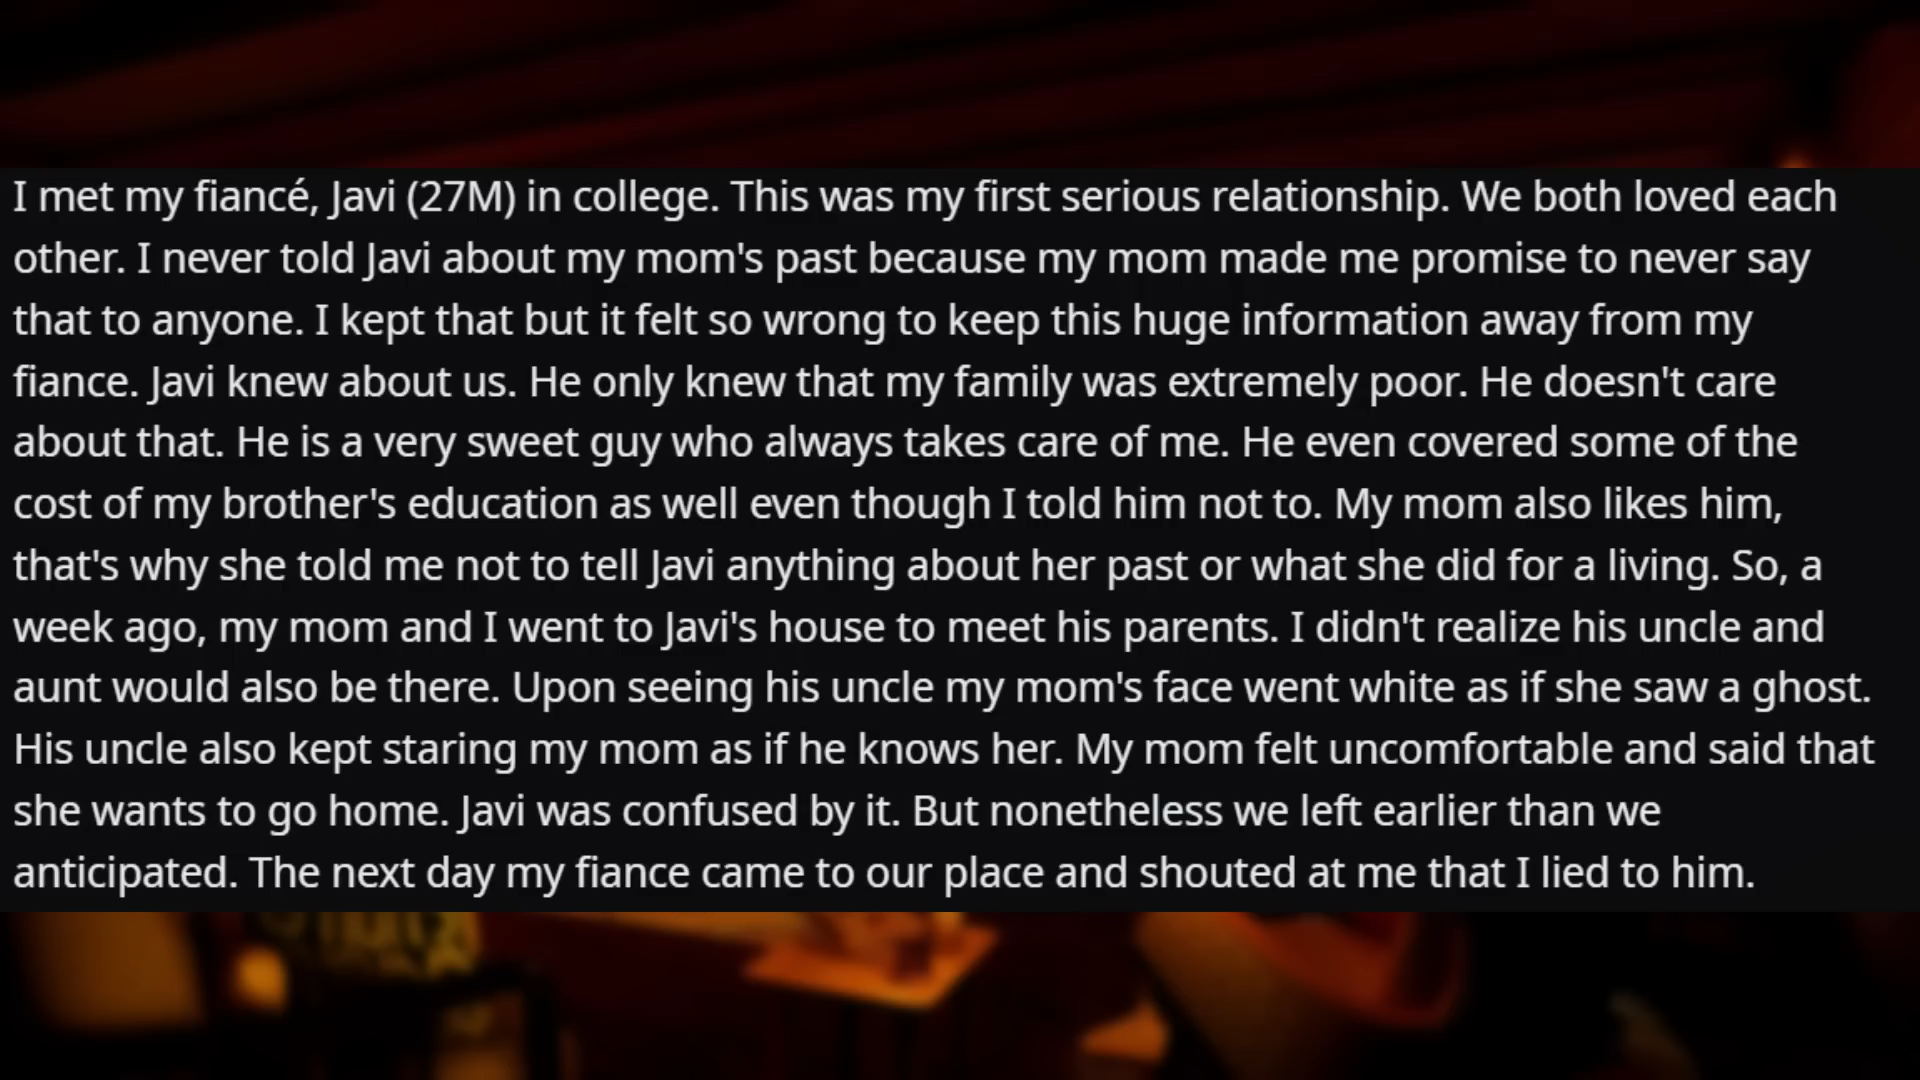 I met my fiancé, Javi (27M) in college. This was my first serious relationship. We both loved each
other. I never told Javi about my mom's past because my mom made me promise to never say
that to anyone. I kept that but it felt so wrong to keep this huge information away from my
fiance. Javi knew about us. He only knew that my family was extremely poor. He doesn't care
about that. He is a very sweet guy who always takes care of me. He even covered some of the
cost of my brother's education as well even though I told him not to. My mom also likes him,
that's why she told me not to tell Javi anything about her past or what she did for a living. So, a
week ago, my mom and I went to Javi's house to meet his parents. I didn't realize his uncle and
aunt would also be there. Upon seeing his uncle my mom's face went white as if she saw a ghost.
His uncle also kept staring my mom as if he knows her. My mom felt uncomfortable and said that
she wants to go home. Javi was confused by it. But nonetheless we left earlier than we
anticipated. The next day my fiance came to our place and shouted at me that I lied to him.